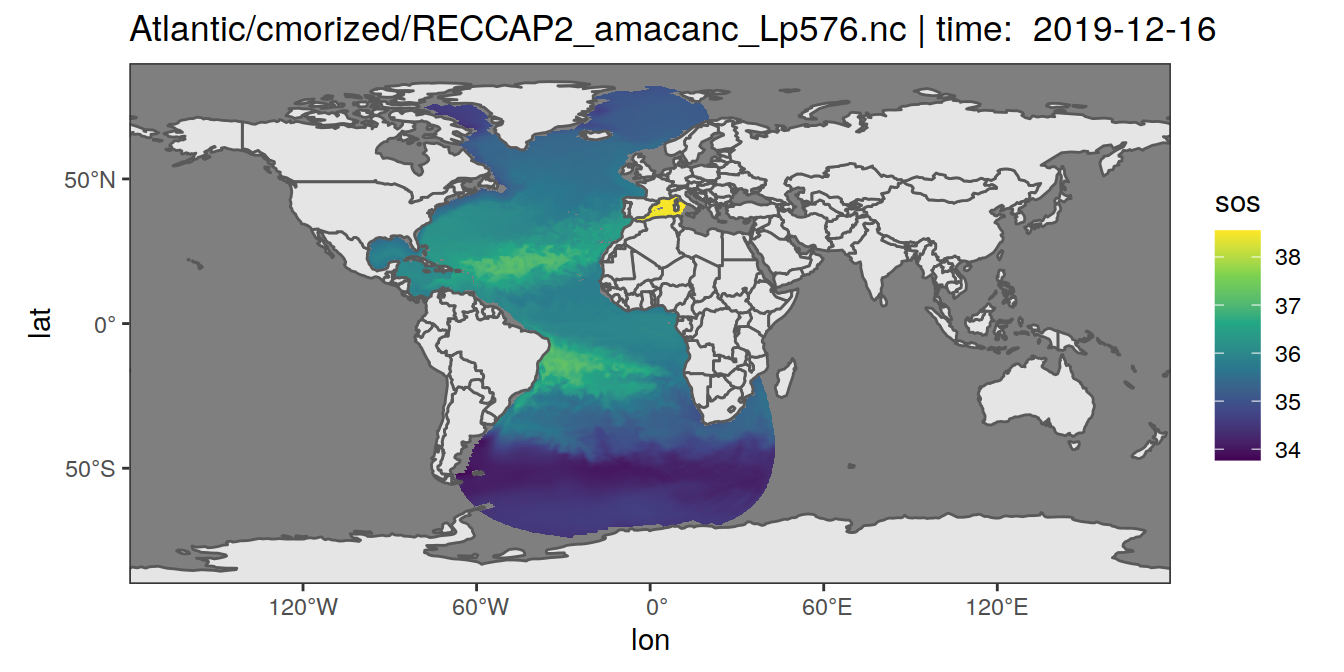 Atlantic/cmorized/RECCAP2_amacanc_Lp576.nc | time:  2019-12-16
50°N
0°
50°S
lat
120°W
60°W
0°
60°E
120°E
lon
sos
38
37
36
35
34